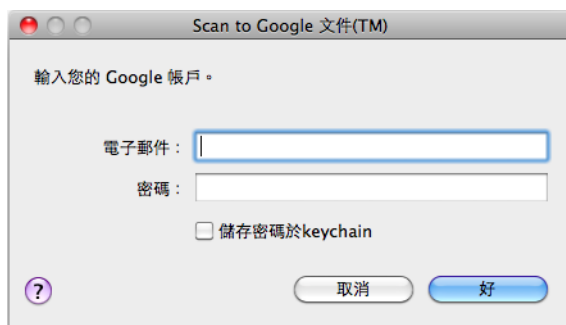 Scan to Google 文件(TM)
輸入您的 Google 帳戶。
電子郵件：
密碼：
儲存密碼於keychain
? 取消 好